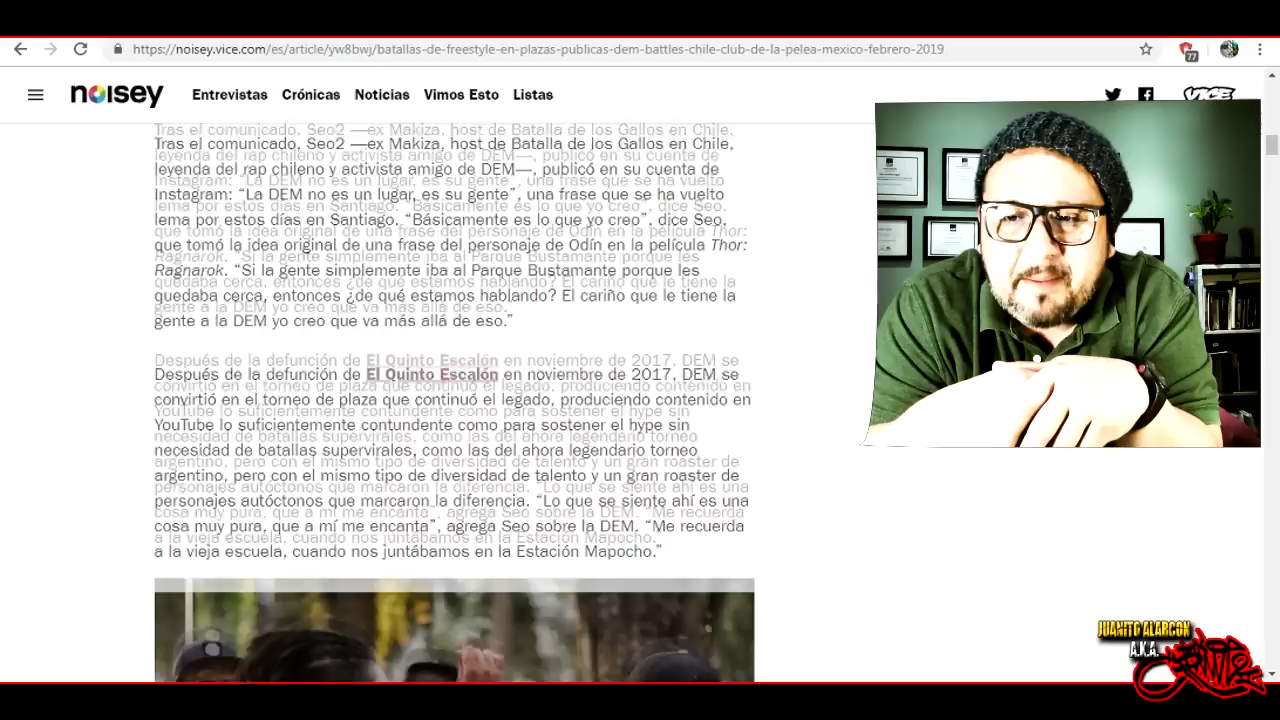 https://noisey.vice.com/es/article/yw8bwj/batallas-de-freestyle-en-plazas-publicas-dem-battles-chile-club-de-la-pelea-mexico-febrero-2019
77
noisey Entrevistas Crónicas Noticias Vimos Esto Listas VICE
Tras el comunicado, Seo2 —ex Makiza, host de Batalla de los Gallos en Chile,
leyenda del rap chileno y activista amigo de DEM—, publicó en su cuenta de
Instagram: “La DEM no es un lugar, es su gente”, una frase que se ha vuelto
lema por estos días en Santiago. “Básicamente es lo que yo creo”, dice Seo,
que tomó la idea original de una frase del personaje de Odín en la película Thor:
Ragnarok. “Si la gente simplemente iba al Parque Bustamante porque les
quedaba cerca, entonces ¿de qué estamos hablando? El cariño que le tiene la
gente a la DEM yo creo que va más allá de eso.”
Después de la defunción de El Quinto Escalón en noviembre de 2017, DEM se
convirtió en el torneo de plaza que continuó el legado, produciendo contenido en
YouTube lo suficientemente contundente como para sostener el hype sin
necesidad de batallas supervirales, como las del ahora legendario torneo
argentino, pero con el mismo tipo de diversidad de talento y un gran roaster de
personajes autóctonos que marcaron la diferencia. “Lo que se siente ahí es una
cosa muy pura, que a mí me encanta”, agrega Seo sobre la DEM. “Me recuerda
a la vieja escuela, cuando nos juntábamos en la Estación Mapocho.”
JUANITO ALARCON
A.K.A.